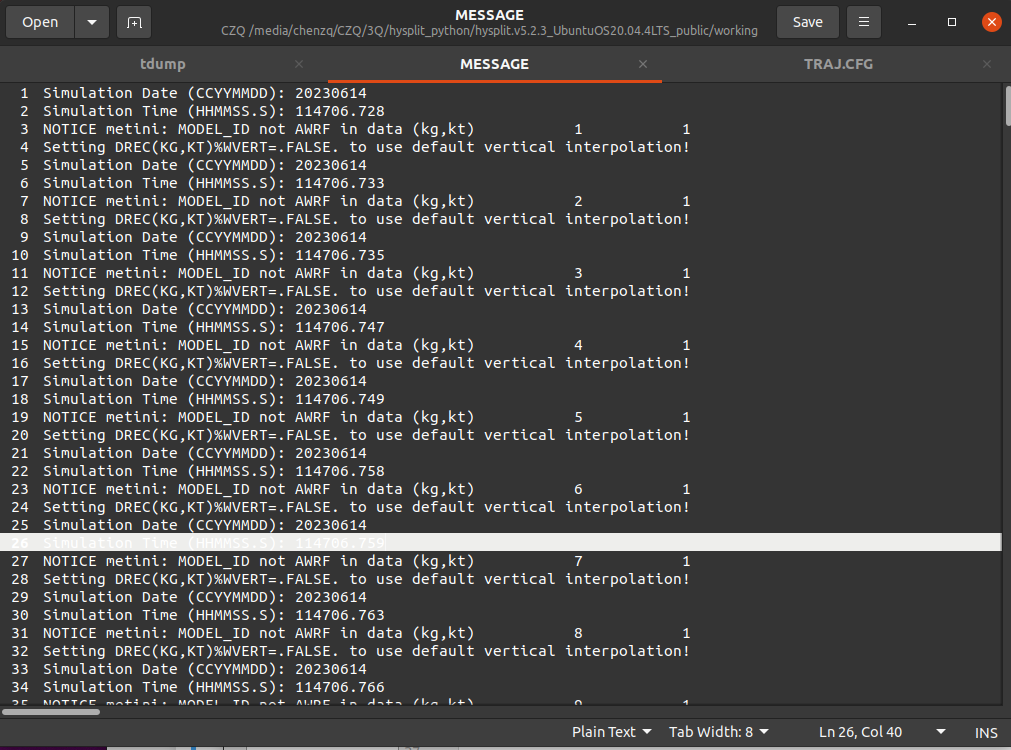 Open
MESSAGE
CZQ /media/chenzq/CZQ/3Q/hysplit_python/hysplit.v5.2.3_UbuntuOS20.04.4LTS_public/working
Save
tdump
MESSAGE
TRAJ.CFG
1 Simulation Date (CCYYMMDD): 20230614
2 Simulation Time (HHMMSS.S): 114706.728
3 NOTICE metini: MODEL_ID not AWRF in data (kg,kt) 1 1
4 Setting DREC(KG,KT)%WVERT=.FALSE. to use default vertical interpolation!
5 Simulation Date (CCYYMMDD): 20230614
6 Simulation Time (HHMMSS.S): 114706.733
7 NOTICE metini: MODEL_ID not AWRF in data (kg,kt) 2 1
8 Setting DREC(KG,KT)%WVERT=.FALSE. to use default vertical interpolation!
9 Simulation Date (CCYYMMDD): 20230614
10 Simulation Time (HHMMSS.S): 114706.735
11 NOTICE metini: MODEL_ID not AWRF in data (kg,kt) 3 1
12 Setting DREC(KG,KT)%WVERT=.FALSE. to use default vertical interpolation!
13 Simulation Date (CCYYMMDD): 20230614
14 Simulation Time (HHMMSS.S): 114706.747
15 NOTICE metini: MODEL_ID not AWRF in data (kg,kt) 4 1
16 Setting DREC(KG,KT)%WVERT=.FALSE. to use default vertical interpolation!
17 Simulation Date (CCYYMMDD): 20230614
18 Simulation Time (HHMMSS.S): 114706.749
19 NOTICE metini: MODEL_ID not AWRF in data (kg,kt) 5 1
20 Setting DREC(KG,KT)%WVERT=.FALSE. to use default vertical interpolation!
21 Simulation Date (CCYYMMDD): 20230614
22 Simulation Time (HHMMSS.S): 114706.758
23 NOTICE metini: MODEL_ID not AWRF in data (kg,kt) 6 1
24 Setting DREC(KG,KT)%WVERT=.FALSE. to use default vertical interpolation!
25 Simulation Date (CCYYMMDD): 20230614
26 Simulation Time (HHMMSS.S): 114706.759
27 NOTICE metini: MODEL_ID not AWRF in data (kg,kt) 7 1
28 Setting DREC(KG,KT)%WVERT=.FALSE. to use default vertical interpolation!
29 Simulation Date (CCYYMMDD): 20230614
30 Simulation Time (HHMMSS.S): 114706.763
31 NOTICE metini: MODEL_ID not AWRF in data (kg,kt) 8 1
32 Setting DREC(KG,KT)%WVERT=.FALSE. to use default vertical interpolation!
33 Simulation Date (CCYYMMDD): 20230614
34 Simulation Time (HHMMSS.S): 114706.766
35 NOTICE metini: MODEL_ID not AWRF in data (kg,kt) 9 1
Plain Text
Tab Width: 8
Ln 26, Col 40
INS